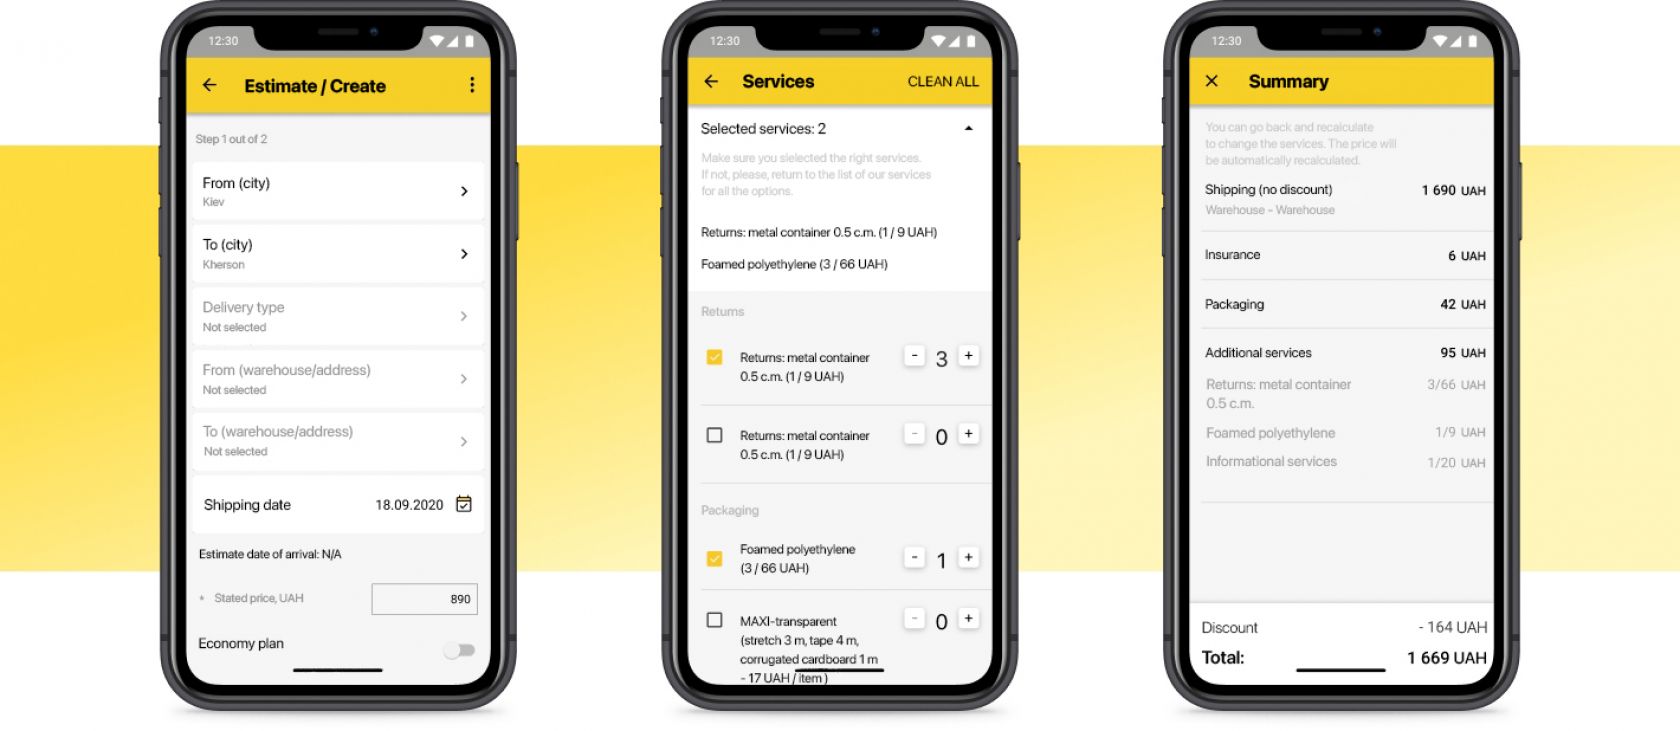 12:30
Estimate / Create
Step 1 out of 2
From (city)
Kiev
To (city)
Kherson
Delivery type
Not selected
From (warehouse/address)
Not selected
To (warehouse/address)
Not selected
Shipping date 18.09.2020
Estimate date of arrival: N/A
* Stated price, UAH 890
Economy plan
12:30
Services CLEAN ALL
Selected services: 2
Make sure you sielected the right services.
If not, please, return to the list of our services
for all the options.
Returns: metal container 0.5 c.m. (1 / 9 UAH)
Foamed polyethylene (3 / 66 UAH)
Returns
Returns: metal container - 3 +
0.5 c.m. (1 / 9 UAH)
Returns: metal container - 0 +
0.5 c.m. (1 / 9 UAH)
Packaging
Foamed polyethylene - 1 +
(3 / 66 UAH)
MAXI-transparent - 0 +
(stretch 3 m, tape 4 m,
corrugated cardboard 1 m
- 17 UAH / item )
12:30
Summary
You can go back and recalculate
to change the services. The price will
be automatically recalculated.
Shipping (no discount) 1 690 UAH
Warehouse - Warehouse
Insurance 6 UAH
Packaging 42 UAH
Additional services 95 UAH
Returns: metal container 3/66 UAH
0.5 c.m.
Foamed polyethylene 1/9 UAH
Informational services 1/20 UAH
Discount - 164 UAH
Total: 1 669 UAH